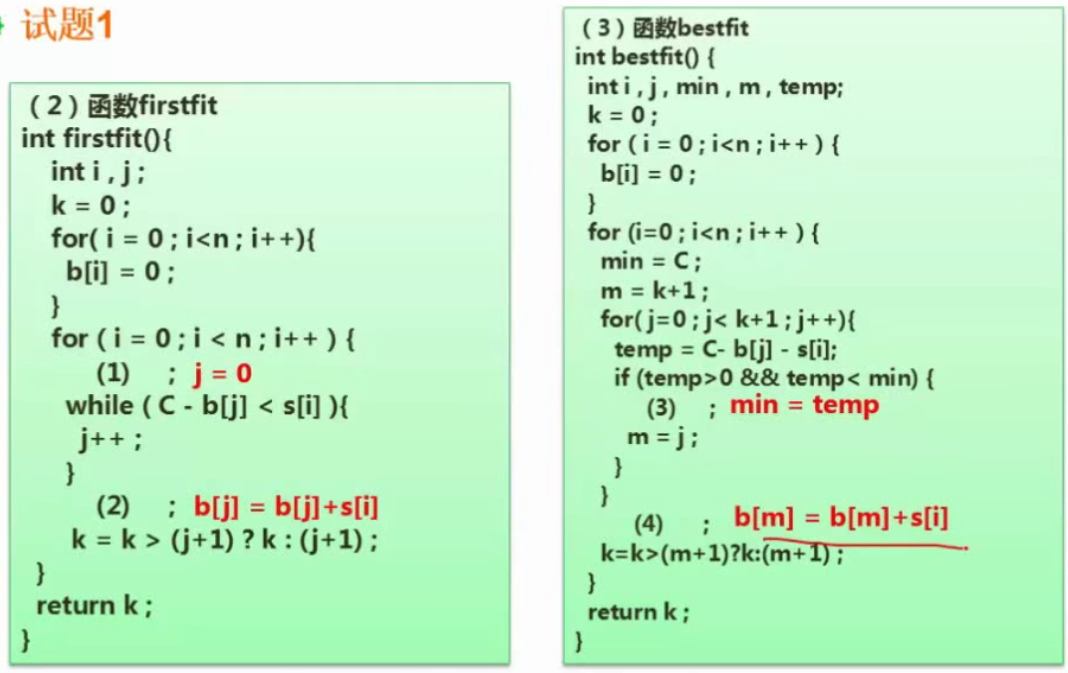 试题1
（2）函数firstfit
int firstfit(){
int i , j ;
k = 0 ;
for( i = 0 ; i<n ; i++){
b[i] = 0 ;
}
for ( i = 0 ; i < n ; i++ ) {
(1) ; j = 0
while ( C - b[j] < s[i] ){
j++ ;
}
(2) ; b[j] = b[j]+s[i]
k = k > (j+1) ? k : (j+1) ;
}
return k ;
}
（3）函数bestfit
int bestfit() {
int i , j , min , m , temp;
k = 0 ;
for ( i = 0 ; i<n ; i++ ) {
b[i] = 0 ;
}
for (i=0 ; i<n ; i++ ) {
min = C ;
m = k+1 ;
for( j=0 ; j< k+1 ; j++){
temp = C- b[j] - s[i];
if (temp>0 && temp< min) {
(3) ; min = temp
m = j ;
}
}
(4) ; b[m] = b[m]+s[i]
k=k>(m+1)?k:(m+1) ;
}
return k ;
}